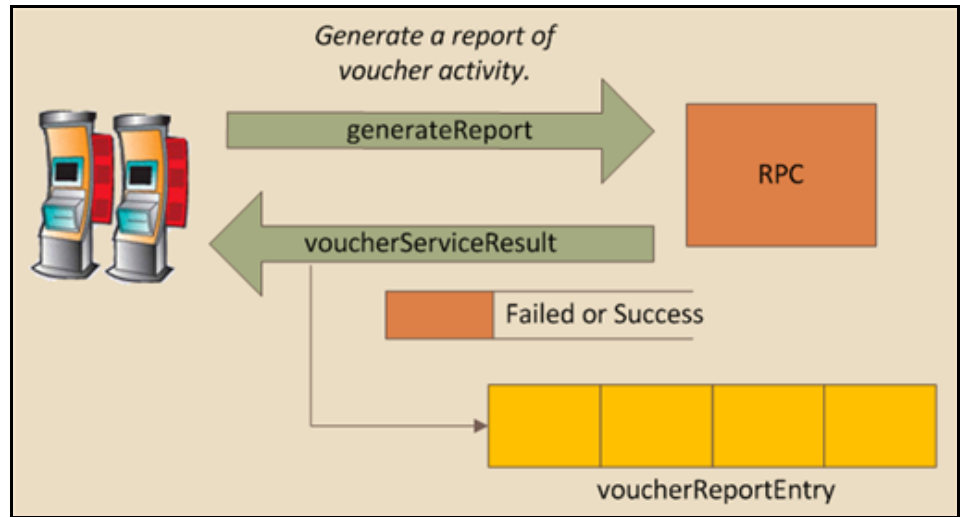 Generate a report of
voucher activity.
generateReport
RPC
voucherServiceResult
Failed or Success
voucherReportEntry